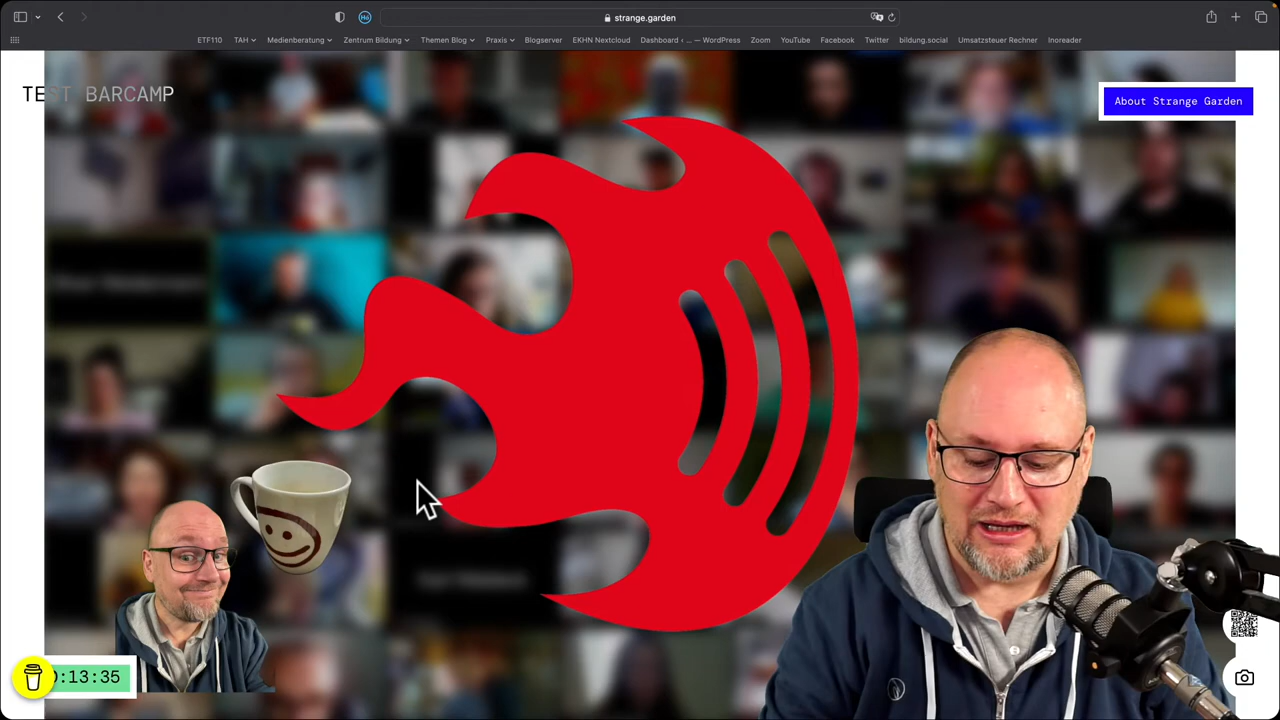 strange.garden
ETF110 TAH Medienberatung Zentrum Bildung Themen Blog Praxis Blogserver EKHN Nextcloud Dashboard ‹ ... — WordPress Zoom YouTube Facebook Twitter bildung.social Umsatzsteuer Rechner Inoreader
TEST BARCAMP
About Strange Garden
:13:35